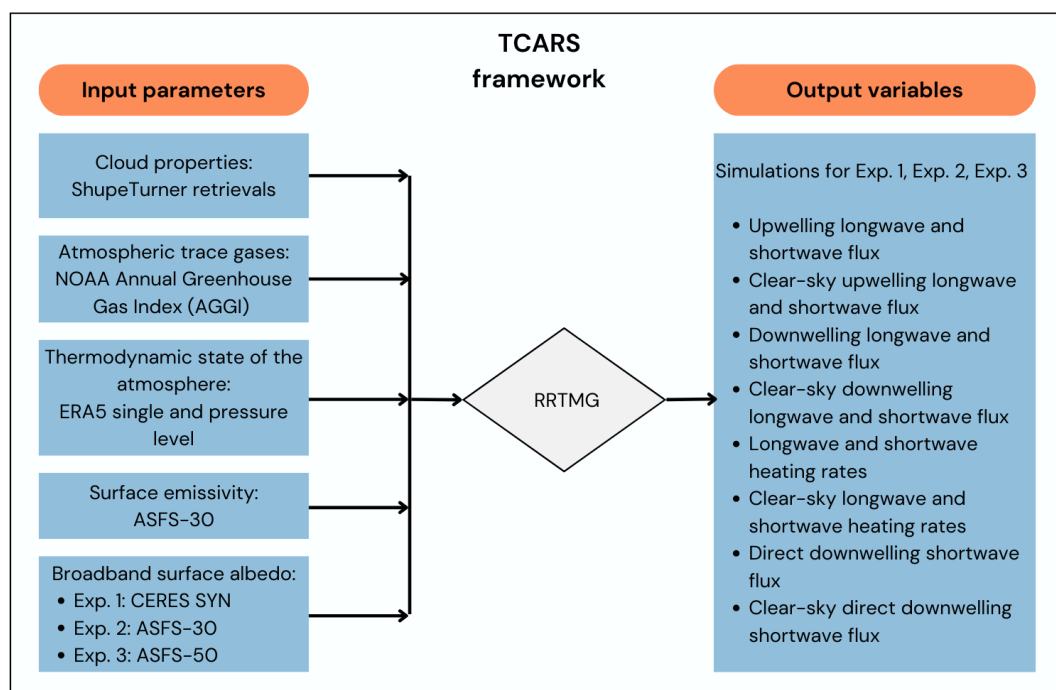 TCARS
framework
Input parameters
Cloud properties:
ShupeTurner retrievals
Atmospheric trace gases:
NOAA Annual Greenhouse
Gas Index (AGGI)
Thermodynamic state of the
atmosphere:
ERA5 single and pressure
level
Surface emissivity:
ASFS-30
Broadband surface albedo:
• Exp. 1: CERES SYN
• Exp. 2: ASFS-30
• Exp. 3: ASFS-50
RRTMG
Output variables
Simulations for Exp. 1, Exp. 2, Exp. 3
• Upwelling longwave and
shortwave flux
• Clear-sky upwelling longwave
and shortwave flux
• Downwelling longwave and
shortwave flux
• Clear-sky downwelling
longwave and shortwave flux
• Longwave and shortwave
heating rates
• Clear-sky longwave and
shortwave heating rates
• Direct downwelling shortwave
flux
• Clear-sky direct downwelling
shortwave flux